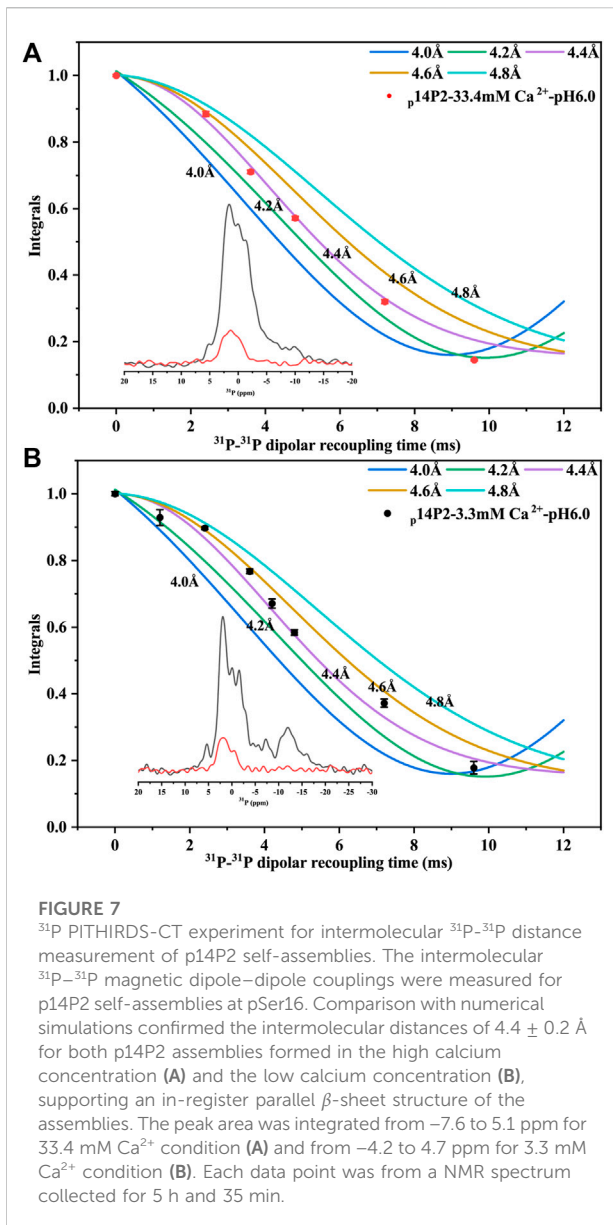 A
4.0Å 4.2Å 4.4Å
4.6Å 4.8Å
p14P2-33.4mM Ca²⁺-pH6.0
1.0
0.8
0.6
0.4
0.2
0.0
Integrals
4.0Å
4.2Å
4.4Å
4.6Å
4.8Å
20 15 10 5 0 -5 -10 -15 -20
³¹P (ppm)
0 2 4 6 8 10 12
³¹P-³¹P dipolar recoupling time (ms)
B
4.0Å 4.2Å 4.4Å
4.6Å 4.8Å
p14P2-3.3mM Ca²⁺-pH6.0
1.0
0.8
0.6
0.4
0.2
0.0
Integrals
4.0Å
4.2Å
4.4Å
4.6Å
4.8Å
20 15 10 5 0 -5 -10 -15 -20 -25 -30
³¹P (ppm)
0 2 4 6 8 10 12
³¹P-³¹P dipolar recoupling time (ms)
FIGURE 7
³¹P PITHIRDS-CT experiment for intermolecular ³¹P-³¹P distance
measurement of p14P2 self-assemblies. The intermolecular
³¹P–³¹P magnetic dipole–dipole couplings were measured for
p14P2 self-assemblies at pSer16. Comparison with numerical
simulations confirmed the intermolecular distances of 4.4 ± 0.2 Å
for both p14P2 assemblies formed in the high calcium
concentration (A) and the low calcium concentration (B),
supporting an in-register parallel β-sheet structure of the
assemblies. The peak area was integrated from −7.6 to 5.1 ppm for
33.4 mM Ca²⁺ condition (A) and from −4.2 to 4.7 ppm for 3.3 mM
Ca²⁺ condition (B). Each data point was from a NMR spectrum
collected for 5 h and 35 min.